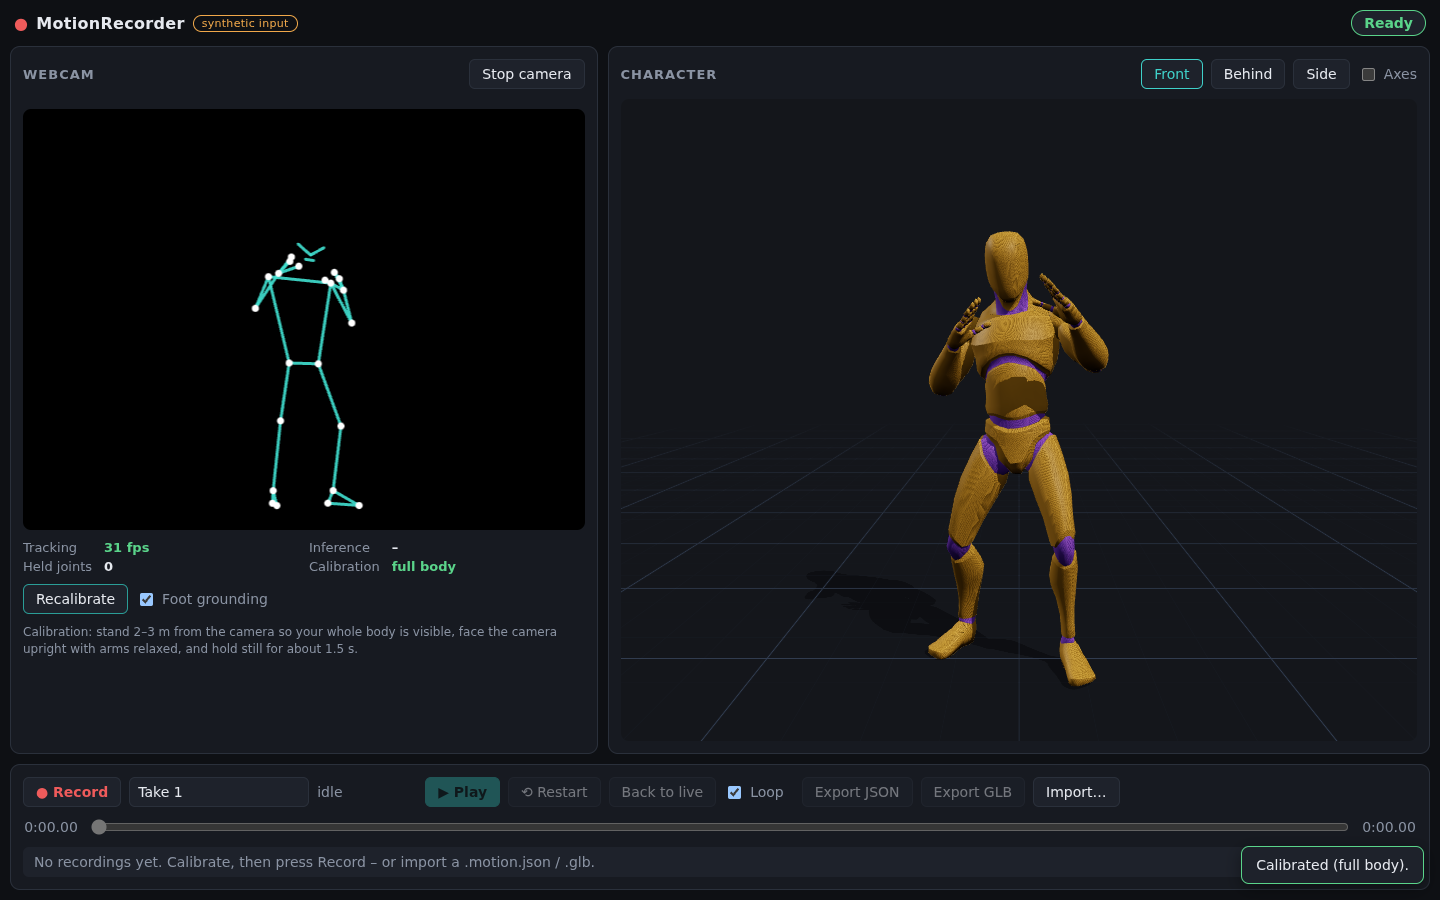 MotionRecorder synthetic input Ready
WEBCAM Stop camera
CHARACTER Front Behind Side Axes
Tracking 31 fps Inference –
Held joints 0 Calibration full body
Recalibrate Foot grounding
Calibration: stand 2–3 m from the camera so your whole body is visible, face the camera
upright with arms relaxed, and hold still for about 1.5 s.
● Record Take 1 idle ▶ Play ⟲ Restart Back to live Loop Export JSON Export GLB Import…
0:00.00 0:00.00
No recordings yet. Calibrate, then press Record – or import a .motion.json / .glb.
Calibrated (full body).